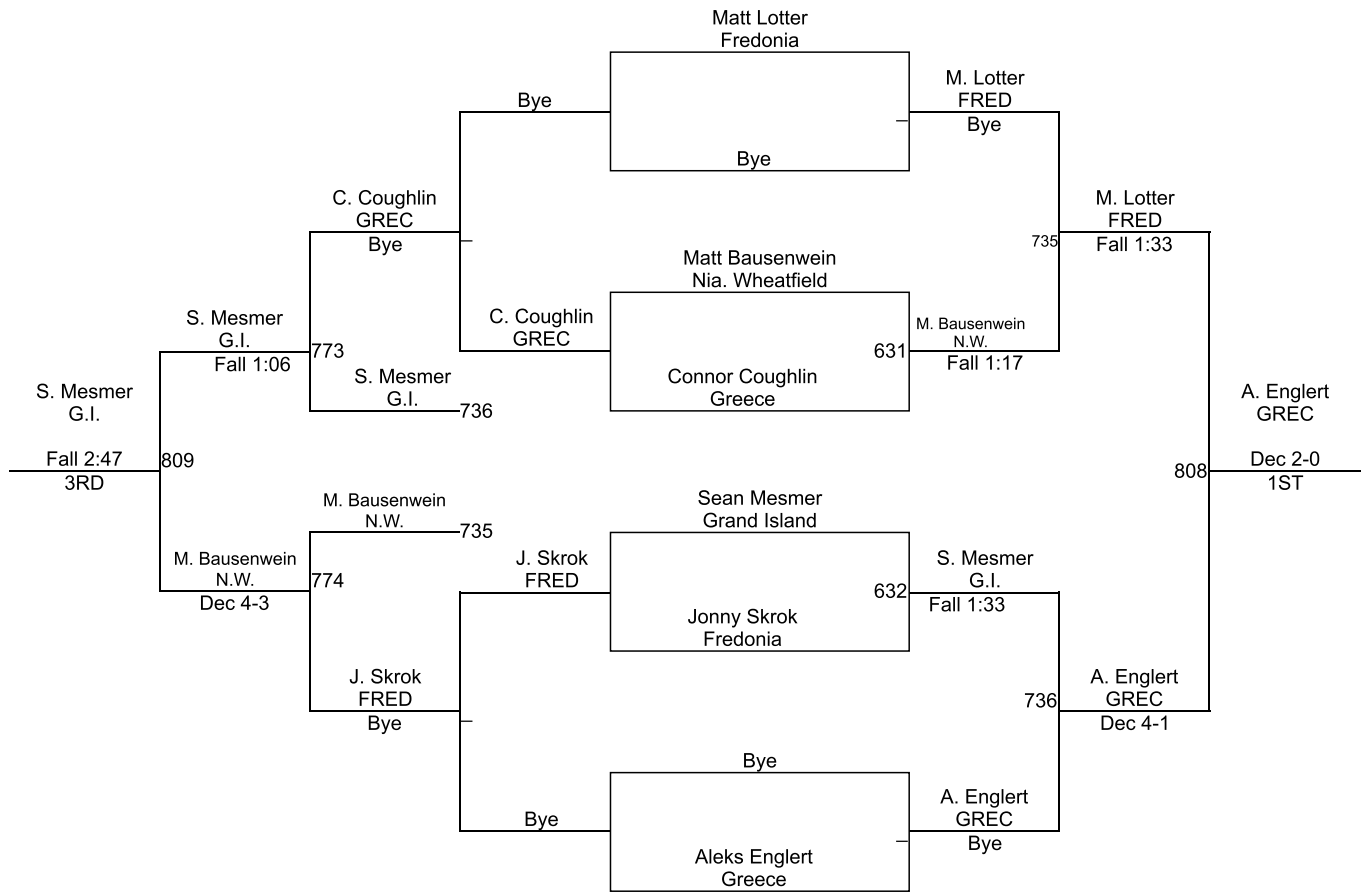 Matt Lotter
Fredonia
M. Lotter
FRED
Bye
Bye
Bye
C. Coughlin
GREC
Bye
M. Lotter
FRED
Fall 1:33
735
Matt Bausenwein
Nia. Wheatfield
C. Coughlin
GREC
S. Mesmer
G.I.
Fall 1:06
773
631
M. Bausenwein
N.W.
Fall 1:17
Connor Coughlin
Greece
S. Mesmer
G.I.
736
S. Mesmer
G.I.
Fall 2:47
3RD
809
A. Englert
GREC
Dec 2-0
1ST
808
M. Bausenwein
N.W.
735
Sean Mesmer
Grand Island
M. Bausenwein
N.W.
Dec 4-3
774
J. Skrok
FRED
632
S. Mesmer
G.I.
Fall 1:33
Jonny Skrok
Fredonia
J. Skrok
FRED
Bye
736
A. Englert
GREC
Dec 4-1
Bye
Bye
A. Englert
GREC
Bye
Aleks Englert
Greece